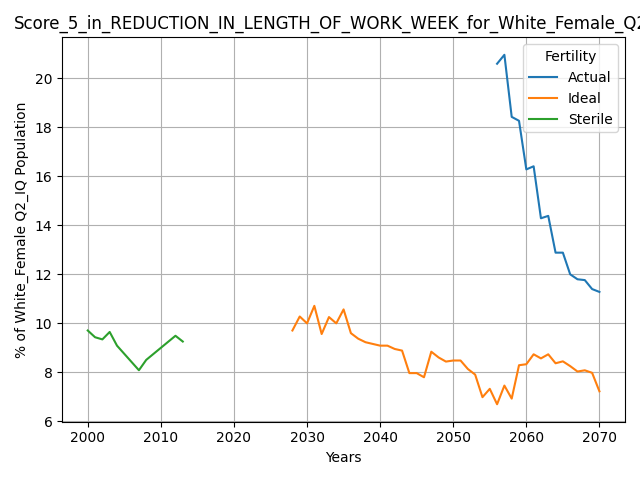 Score_5_in_REDUCTION_IN_LENGTH_OF_WORK_WEEK_for_White_Female_Q2
Fertility
Actual
Ideal
Sterile
% of White_Female Q2_IQ Population
20
18
16
14
12
10
8
6
2000 2010 2020 2030 2040 2050 2060 2070
Years